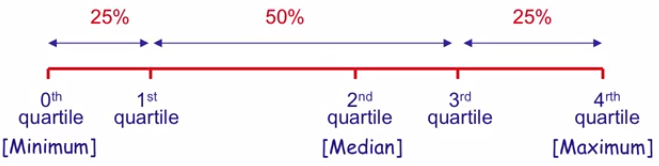 25% 50% 25%
0th 1st 2nd 3rd 4rth
quartile quartile quartile quartile quartile
[Minimum] [Median] [Maximum]